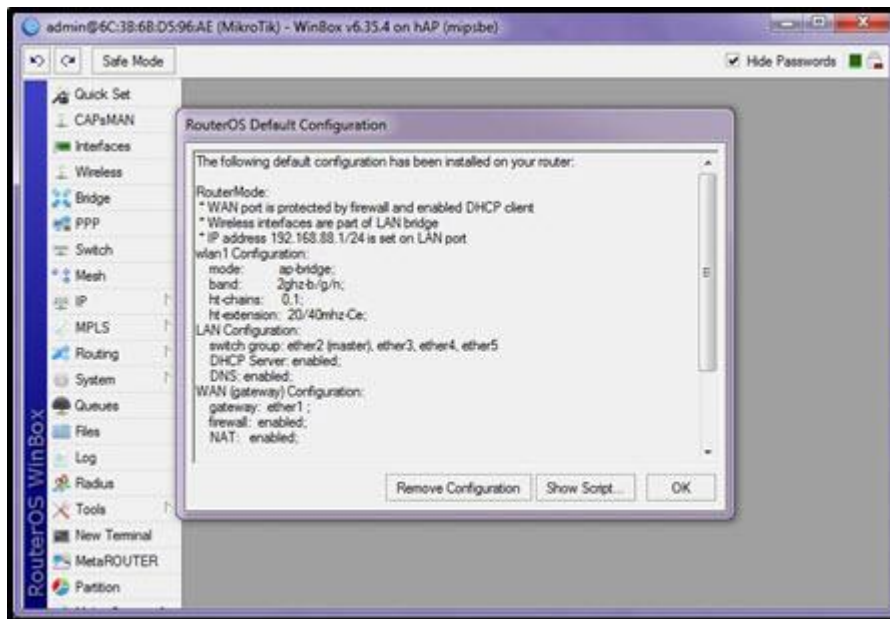 admin@6C:3B:6B:D5:96:AE (MikroTik) - WinBox v6.35.4 on hAP (mipsbe)
Safe Mode
Hide Passwords
Quick Set
CAPsMAN
Interfaces
Wireless
Bridge
PPP
Switch
Mesh
IP
MPLS
Routing
System
Queues
Files
Log
Radius
Tools
New Terminal
MetaROUTER
Partition
RouterOS WinBox
RouterOS Default Configuration
The following default configuration has been installed on your router:
RouterMode:
* WAN port is protected by firewall and enabled DHCP client
* Wireless interfaces are part of LAN bridge
* IP address 192.168.88.1/24 is set on LAN port
wlan1 Configuration:
mode: ap-bridge;
band: 2ghz-b/g/n;
ht-chains: 0,1;
ht-extension: 20/40mhz-Ce;
LAN Configuration:
switch group: ether2 (master), ether3, ether4, ether5
DHCP Server: enabled;
DNS: enabled;
WAN (gateway) Configuration:
gateway: ether1 ;
firewall: enabled;
NAT: enabled;
Remove Configuration
Show Script...
OK